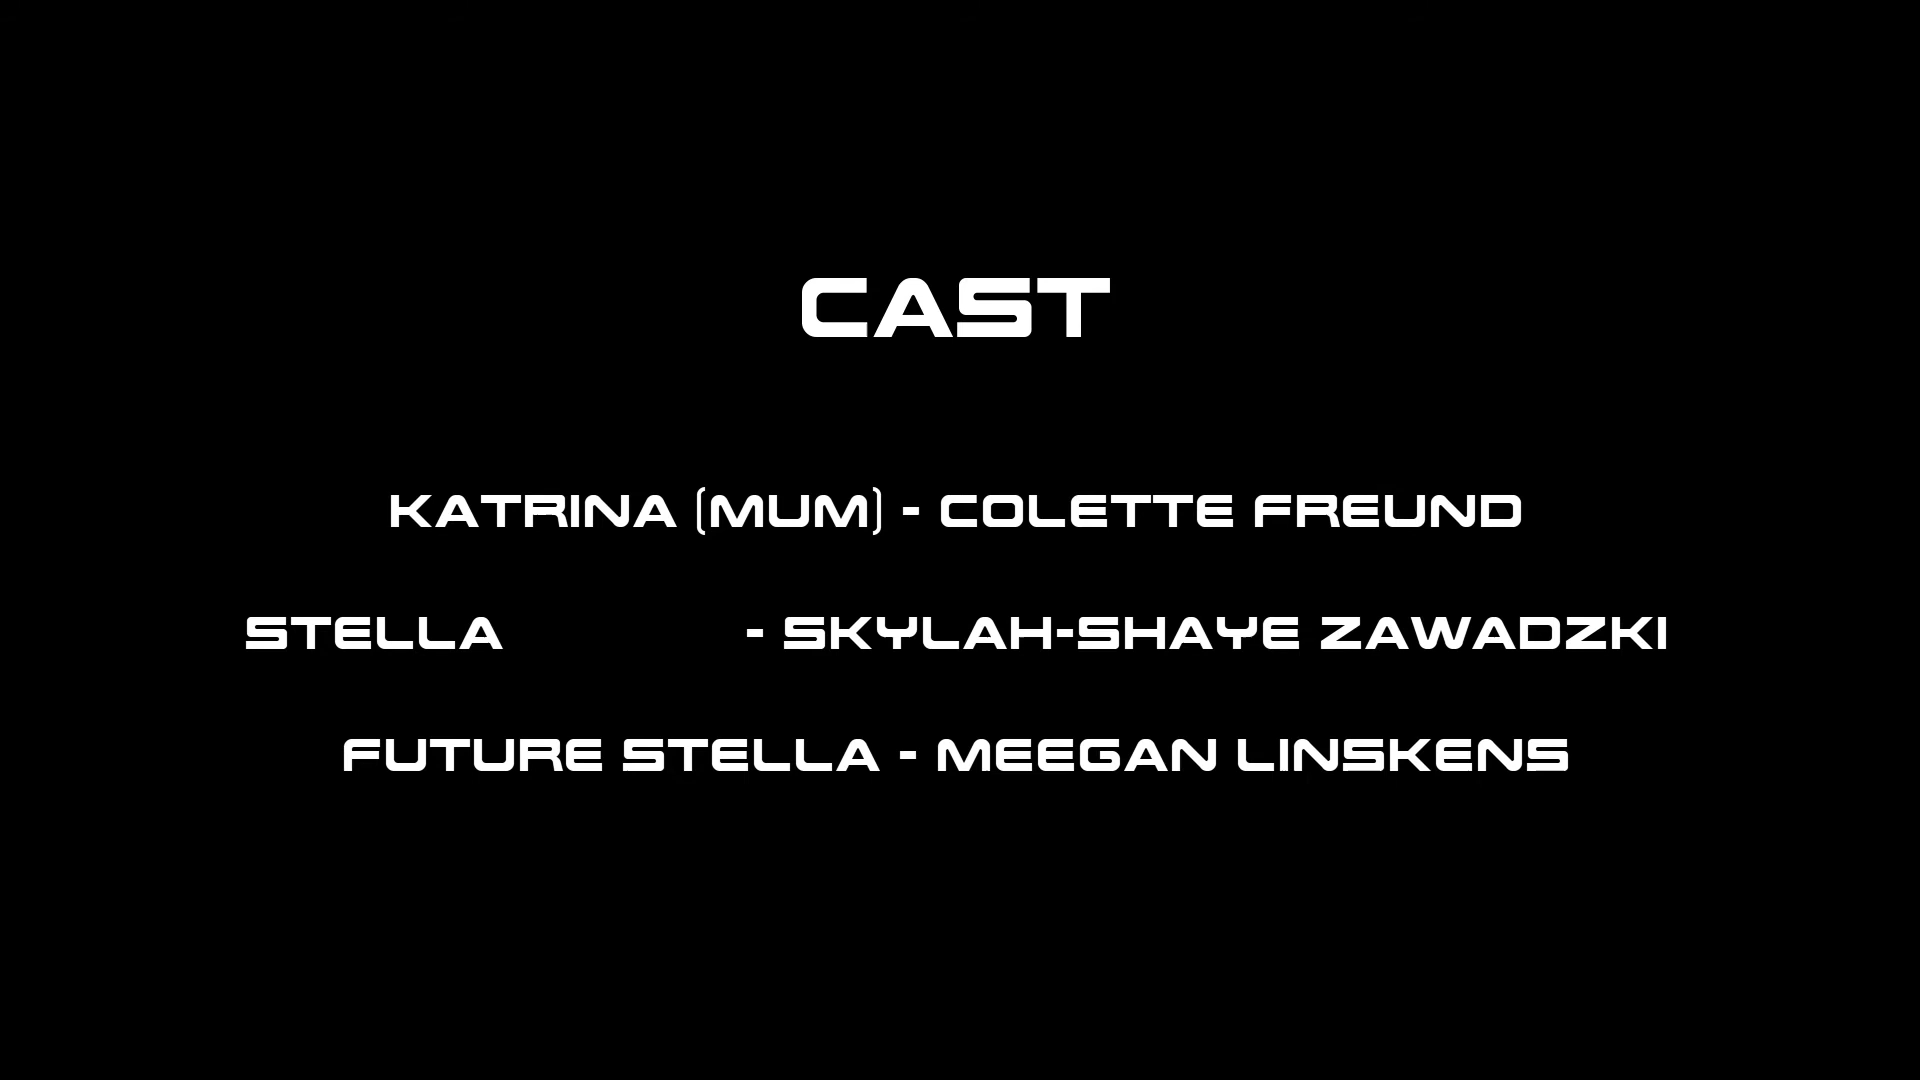 CAST
KATRINA (MUM) - COLETTE FREUND
STELLA - SKYLAH-SHAYE ZAWADZKI
FUTURE STELLA - MEEGAN LINSKENS